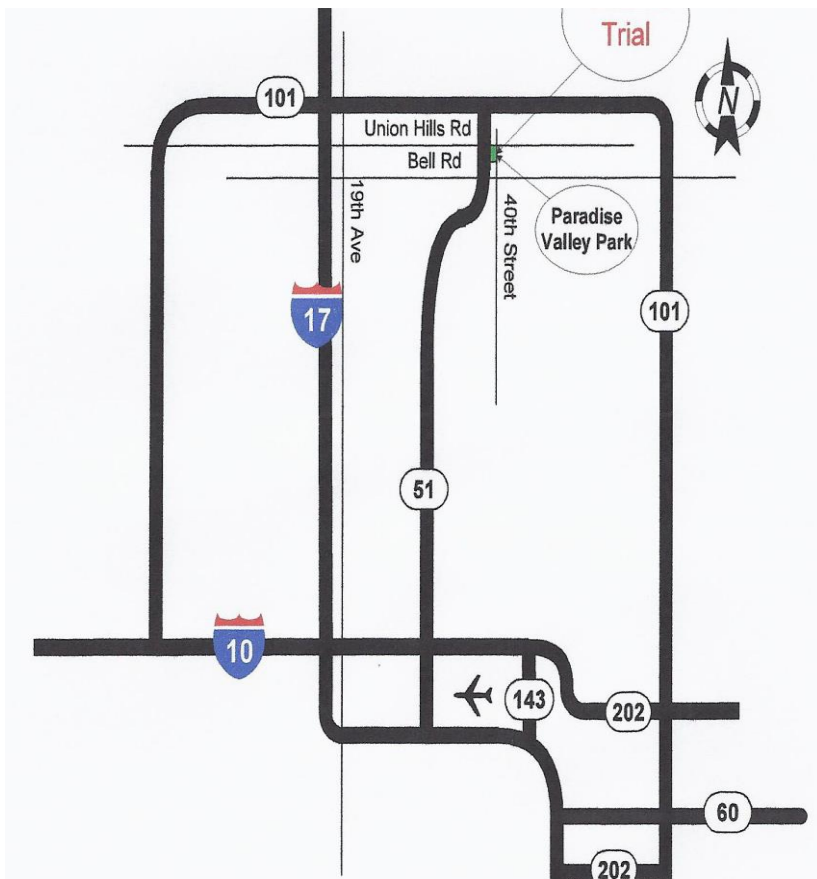 Trial
N
101
Union Hills Rd
Bell Rd
19th Ave
40th Street
Paradise
Valley Park
17
101
51
10
143
202
60
202